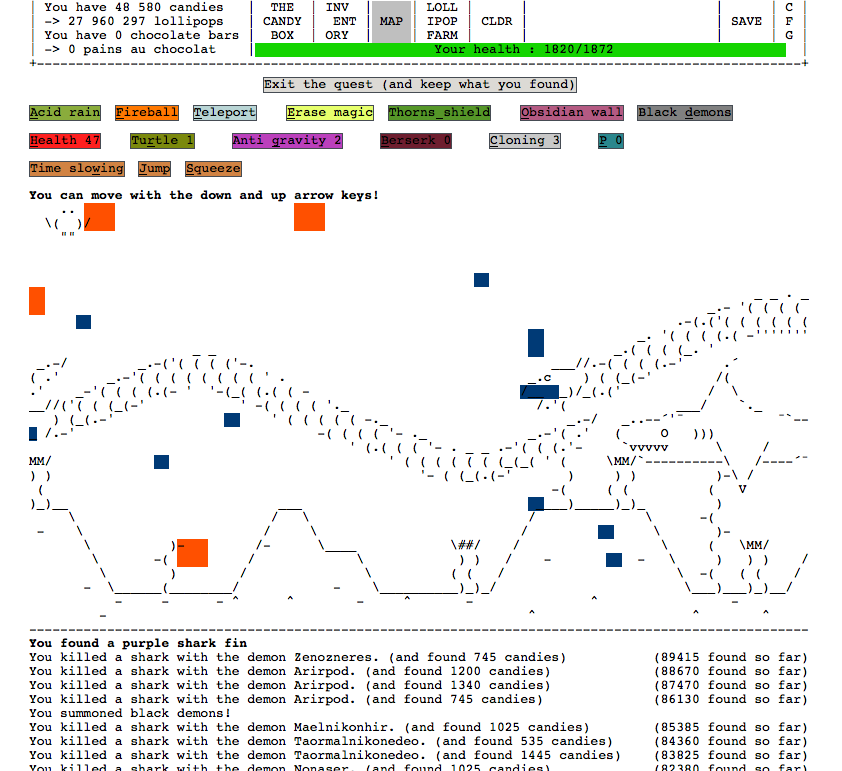 You have 48 580 candies
-> 27 960 297 lollipops
You have 0 chocolate bars
-> 0 pains au chocolat
THE CANDY BOX
INV ENT ORY
MAP
LOLL IPOP FARM
CLDR
SAVE
C F G
Your health : 1820/1872
Exit the quest (and keep what you found)
Acid rain Fireball Teleport Erase magic Thorns shield Obsidian wall Black demons
Health 47 Turtle 1 Anti gravity 2 Berserk 0 Cloning 3 P 0
Time slowing Jump Squeeze
You can move with the down and up arrow keys!
You found a purple shark fin
You killed a shark with the demon Zenozneres. (and found 745 candies) (89415 found so far)
You killed a shark with the demon Arirpod. (and found 1200 candies) (88670 found so far)
You killed a shark with the demon Arirpod. (and found 1340 candies) (87470 found so far)
You killed a shark with the demon Arirpod. (and found 745 candies) (86130 found so far)
You summoned black demons!
You killed a shark with the demon Maelnikonhir. (and found 1025 candies) (85385 found so far)
You killed a shark with the demon Taormalnikonedeo. (and found 535 candies) (84360 found so far)
You killed a shark with the demon Taormalnikonedeo. (and found 1445 candies) (83825 found so far)
You killed a shark with the demon Nonaser. (and found 1025 candies) (82380 found so far)